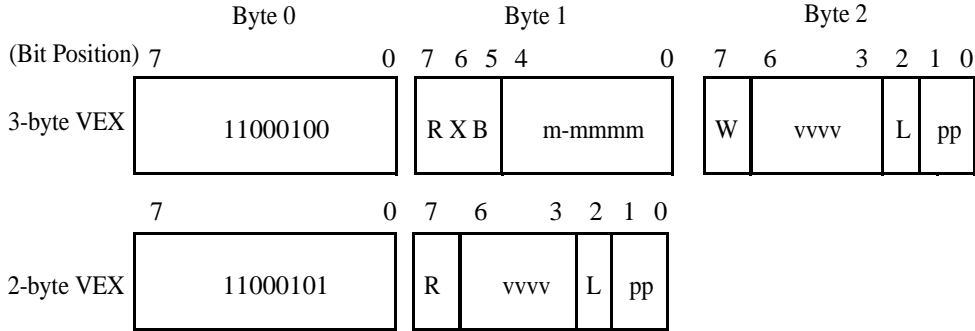 Byte 0 Byte 1 Byte 2
(Bit Position) 7 0 7 6 5 4 0 7 6 3 2 1 0
3-byte VEX 11000100 R X B m-mmmm W vvvv L pp
7 0 7 6 3 2 1 0
2-byte VEX 11000101 R vvvv L pp